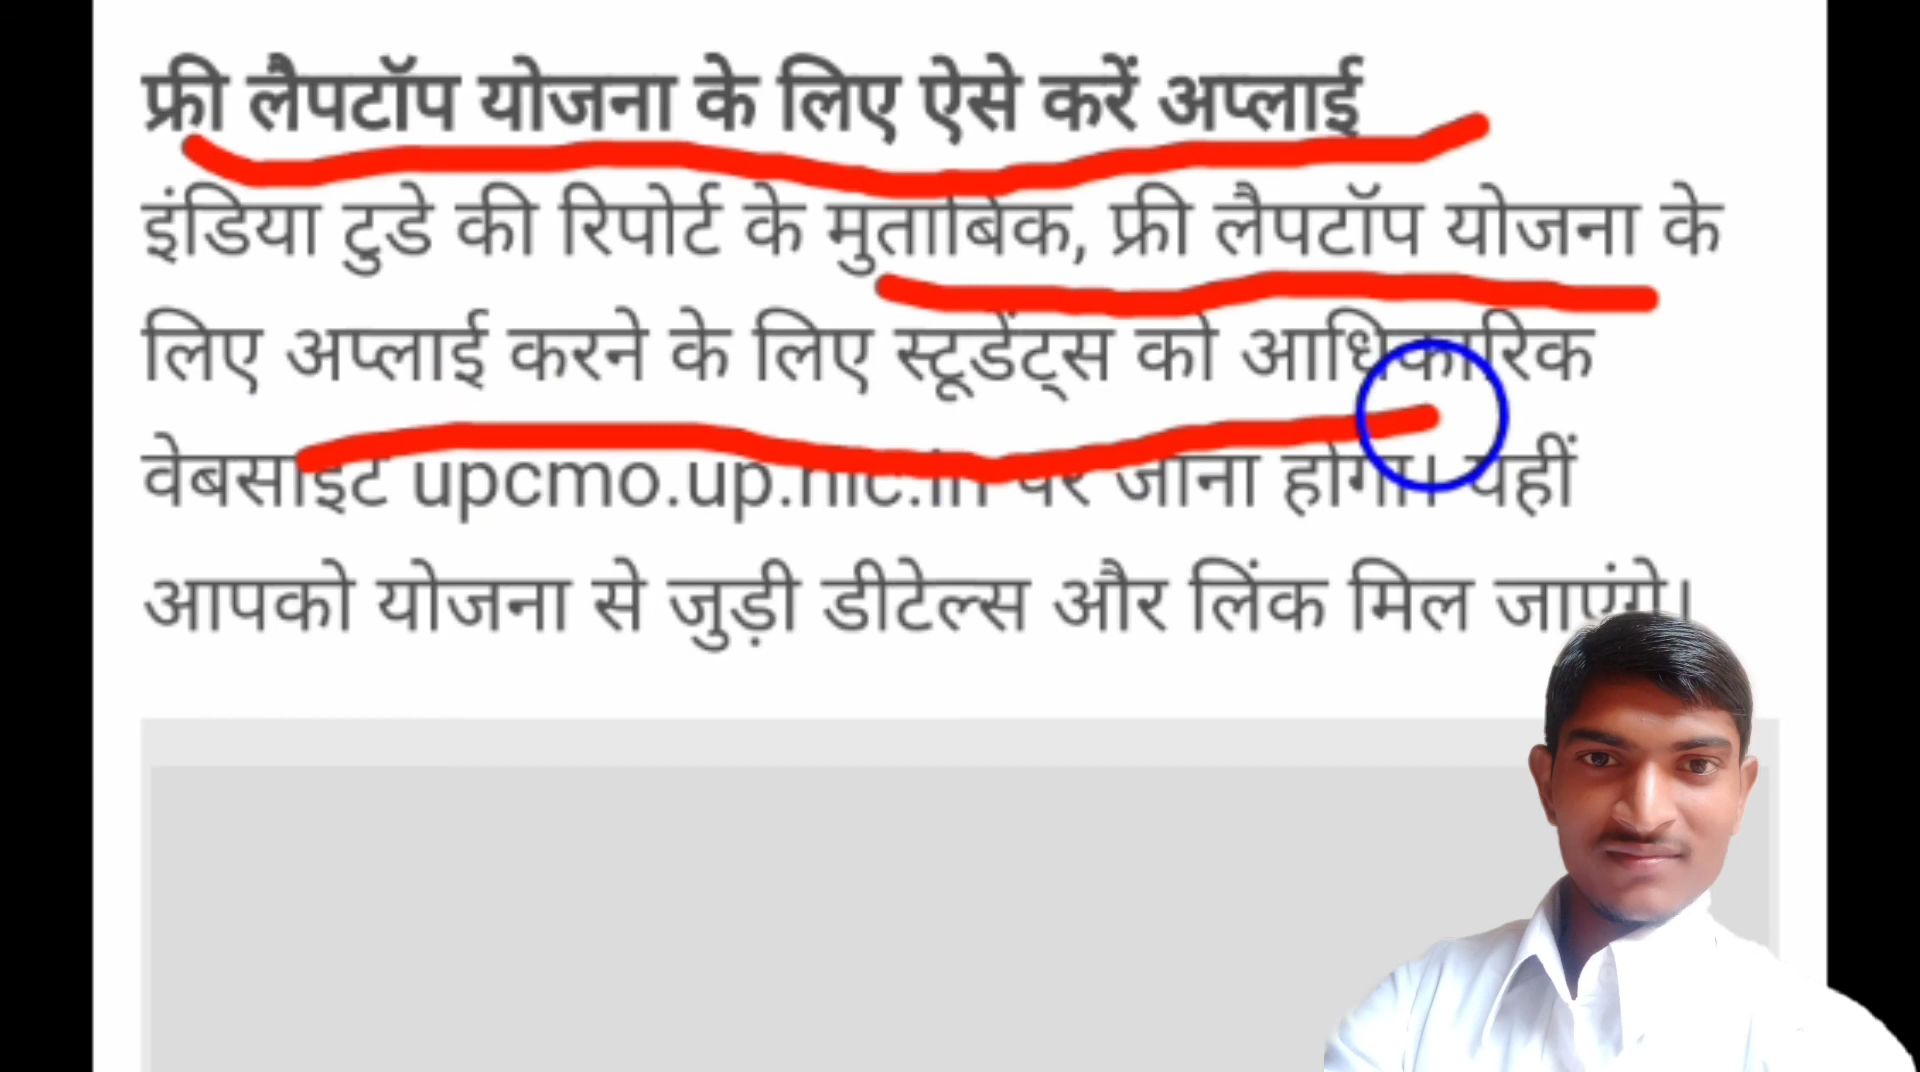 फ्री लैपटॉप योजना के लिए ऐसे करें अप्लाई
इंडिया टुडे की रिपोर्ट के मुताबिक, फ्री लैपटॉप योजना के
लिए अप्लाई करने के लिए स्टूडेंट्स को आधिकारिक
वेबसाइट upcmo.up.nic.in पर जाना होगा। यहीं
आपको योजना से जुड़ी डीटेल्स और लिंक मिल जाएंगे।